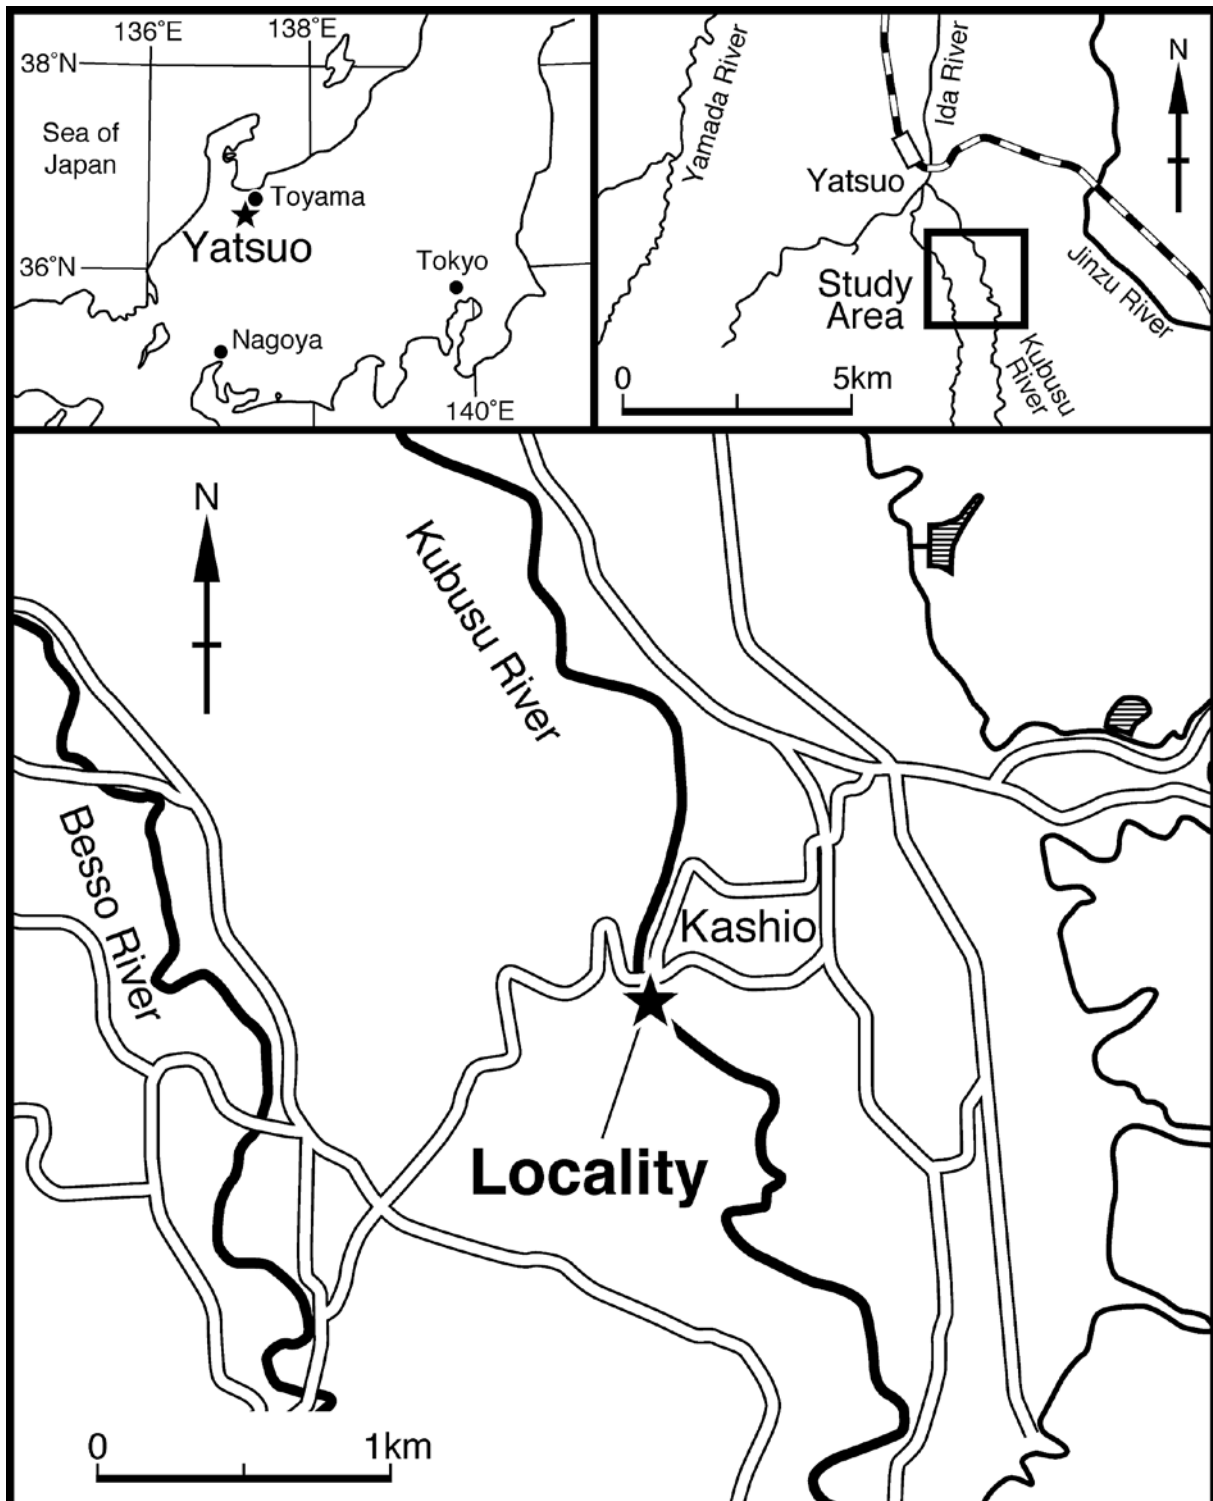 136°E
138°E
38°N
Sea of
Japan
Toyama
Yatsuo
36°N
Tokyo
Nagoya
140°E
Yamada River
Ida River
N
Yatsuo
Study
Area
Jinzu River
Kubusu
River
0
5km
N
Kubusu River
Besso River
Kashio
Locality
0
1km